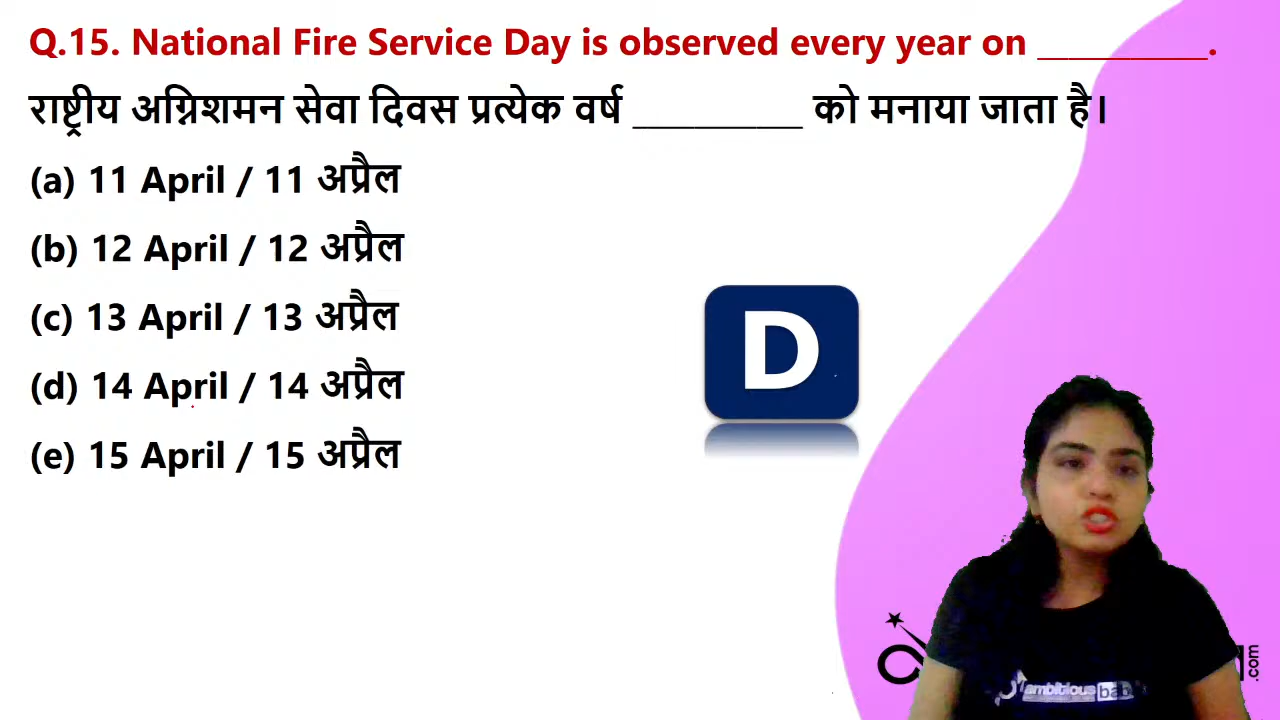 Q.15. National Fire Service Day is observed every year on __________.
राष्ट्रीय अग्निशमन सेवा दिवस प्रत्येक वर्ष __________ को मनाया जाता है।
(a) 11 April / 11 अप्रैल
(b) 12 April / 12 अप्रैल
(c) 13 April / 13 अप्रैल
(d) 14 April / 14 अप्रैल
(e) 15 April / 15 अप्रैल
D
ambitious
.com